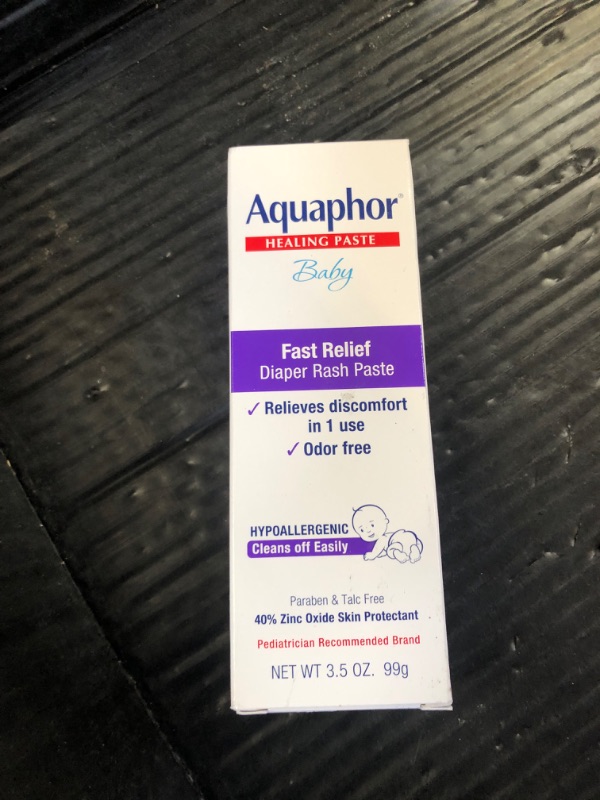 Aquaphor®
HEALING PASTE
Baby
Fast Relief
Diaper Rash Paste
✓ Relieves discomfort
in 1 use
✓ Odor free
HYPOALLERGENIC
Cleans off Easily
Paraben & Talc Free
40% Zinc Oxide Skin Protectant
Pediatrician Recommended Brand
NET WT 3.5 OZ. 99g